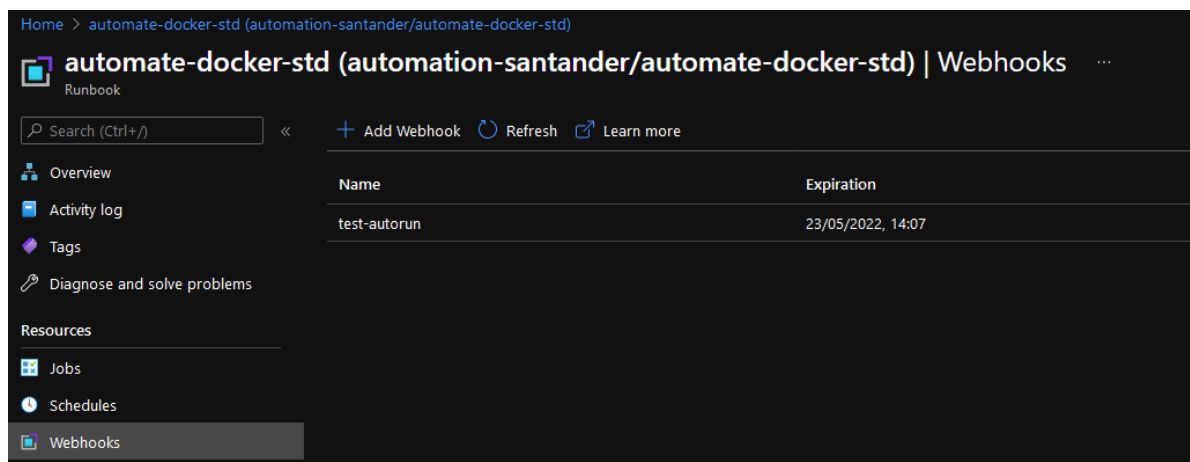 Home > automate-docker-std (automation-santander/automate-docker-std)
automate-docker-std (automation-santander/automate-docker-std) | Webhooks ...
Runbook
Search (Ctrl+/) «
+ Add Webhook Refresh Learn more
Overview
Activity log
Tags
Diagnose and solve problems
Resources
Jobs
Schedules
Webhooks
Name Expiration
test-autorun 23/05/2022, 14:07